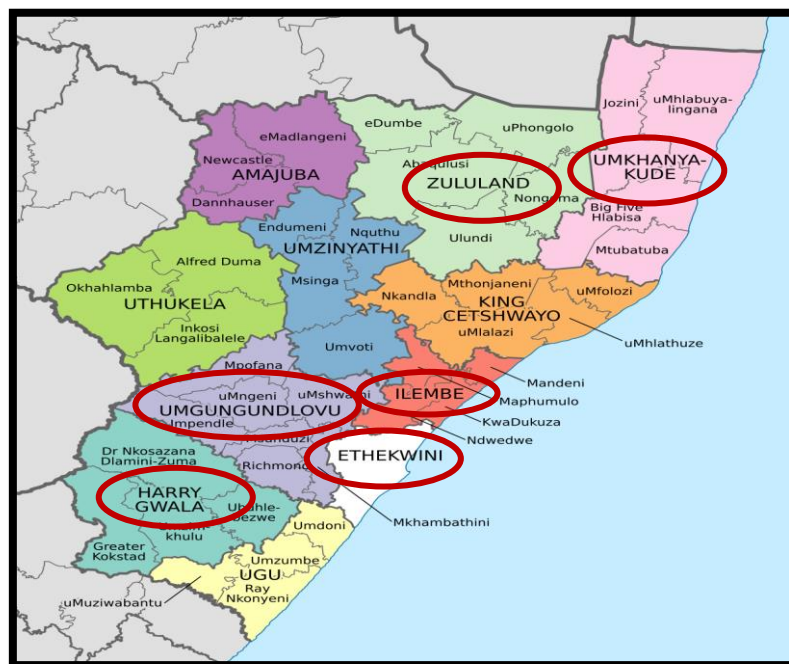 Jozini
uMhlabuya-
lingana
UMKHANYA-
KUDE
Big Five
Hlabisa
Mtubatuba
eDumbe
uPhongolo
Abaqulusi
ZULULAND
Nongoma
Ulundi
eMadlangeni
Newcastle
AMAJUBA
Dannhauser
Endumeni
Nquthu
UMZINYATHI
Msinga
Umvoti
Alfred Duma
Okhahlamba
UTHUKELA
Inkosi
Langalibalele
Mthonjaneni
Nkandla
KING
CETSHWAYO
uMfolozi
uMlalazi
uMhlathuze
Mpofana
uMngeni
uMshwathi
UMGUNGUNDLOVU
Impendle
Msunduzi
Richmond
Mkhambathini
ILEMBE
Mandeni
Maphumulo
KwaDukuza
Ndwedwe
ETHEKWINI
Dr Nkosazana
Dlamini-Zuma
HARRY
GWALA
Ubuhle-
bezwe
Umzim-
khulu
Greater
Kokstad
Umdoni
Umzumbe
UGU
Ray
Nkonyeni
uMuziwabantu